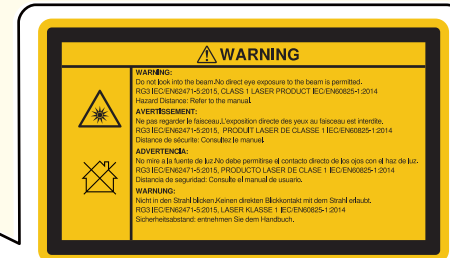 WARNING
WARNING:
Do not look into the beam.No direct eye exposure to the beam is permitted.
RG3 IEC/EN62471-5:2015, CLASS 1 LASER PRODUCT IEC/EN60825-1:2014
Hazard Distance: Refer to the manual.
AVERTISSEMENT:
Ne pas regarder le faisceau.L'exposition directe des yeux au faisceau est interdite.
RG3 IEC/EN62471-5:2015, PRODUIT LASER DE CLASSE 1 IEC/EN60825-1:2014
Distance de sécurité: Consultez le manuel.
ADVERTENCIA:
No mire a la fuente de luz.No debe permitirse el contacto directo de los ojos con el haz de luz.
RG3 IEC/EN62471-5:2015, PRODUCTO LASER DE CLASE 1 IEC/EN60825-1:2014
Distancia de seguridad: Consulte el manual de usuario.
WARNUNG:
Nicht in den Strahl blicken.Keinen direkten Blickkontakt mit dem Strahl erlaubt.
RG3 IEC/EN62471-5:2015, LASER KLASSE 1 IEC/EN60825-1:2014
Sicherheitsabstand: entnehmen Sie dem Handbuch.